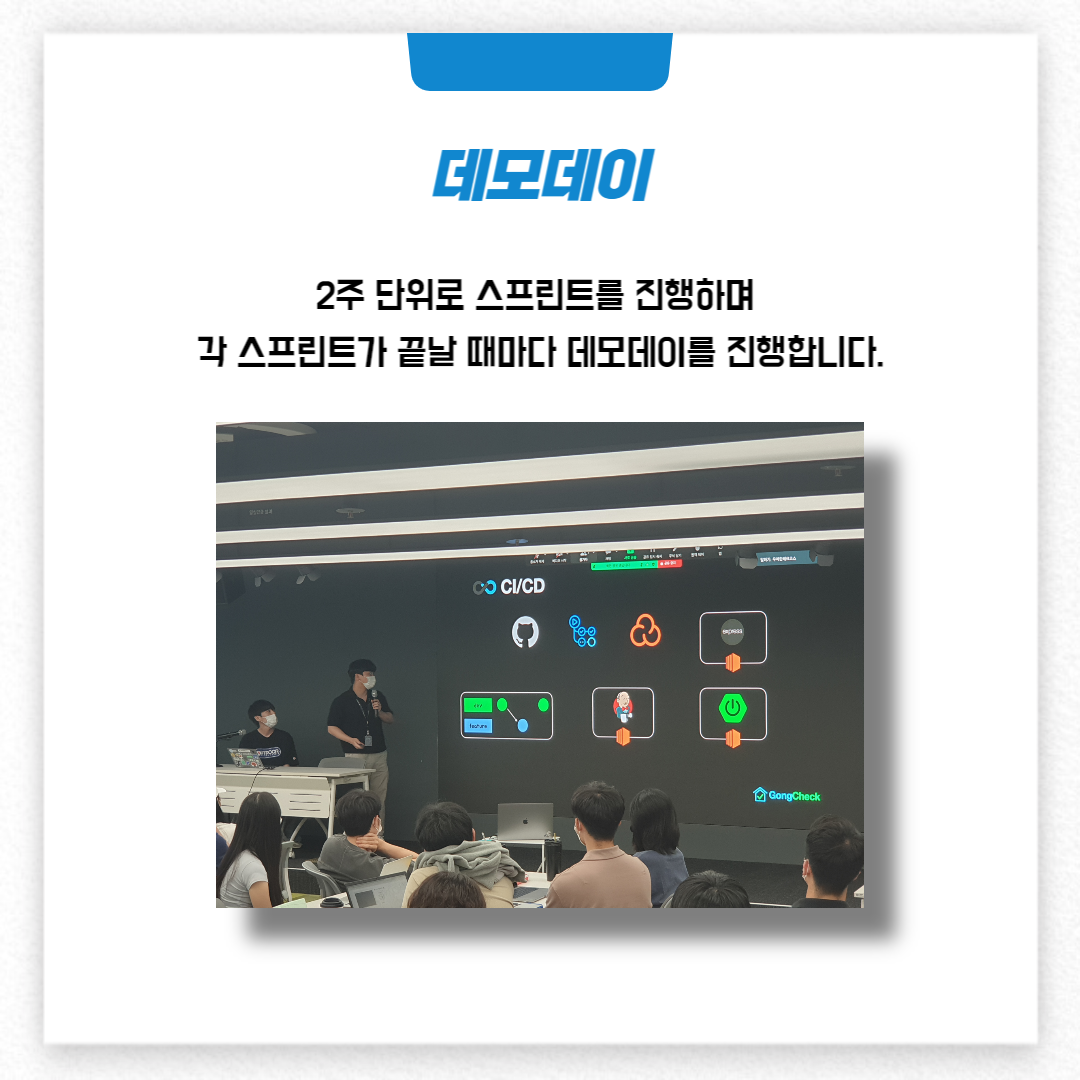 데모데이
2주 단위로 스프린트를 진행하며
각 스프린트가 끝날 때마다 데모데이를 진행합니다.
CI/CD
express
dev
feature
GongCheck